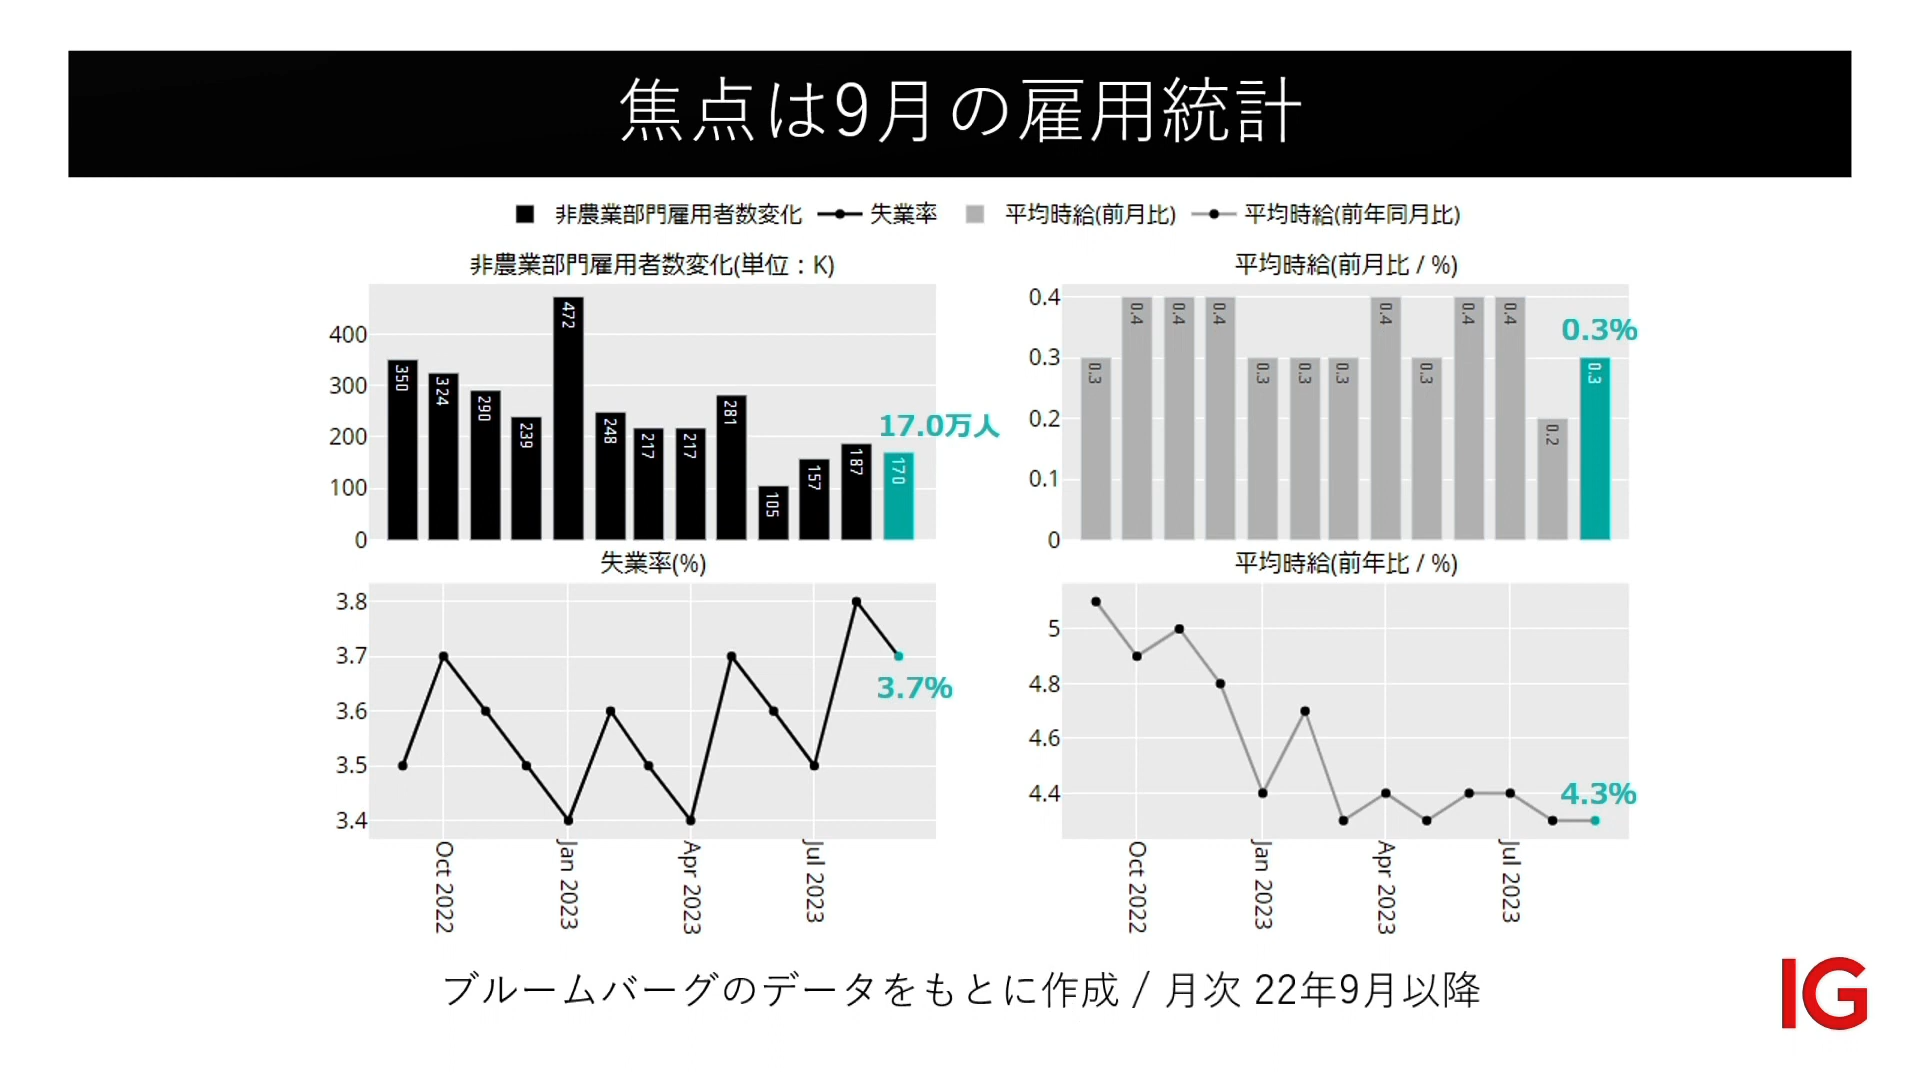 焦点は9月の雇用統計
非農業部門雇用者数変化 失業率 平均時給(前月比) 平均時給(前年同月比)
非農業部門雇用者数変化(単位：K)
400
300
200
100
0
350 324 290 239 472 248 217 217 281 105 157 187 170
17.0万人
平均時給(前月比 / %)
0.4
0.3
0.2
0.1
0
0.3 0.4 0.4 0.4 0.3 0.3 0.3 0.4 0.3 0.4 0.4 0.2 0.3
0.3%
失業率(%)
3.8
3.7
3.6
3.5
3.4
3.7%
Oct 2022 Jan 2023 Apr 2023 Jul 2023
平均時給(前年比 / %)
5
4.8
4.6
4.4
4.3%
Oct 2022 Jan 2023 Apr 2023 Jul 2023
ブルームバーグのデータをもとに作成 / 月次 22年9月以降
IG